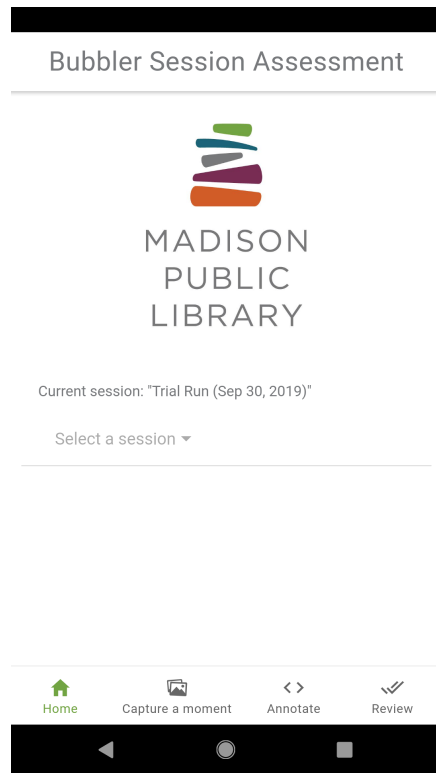 Bubbler Session Assessment
MADISON
PUBLIC
LIBRARY
Current session: "Trial Run (Sep 30, 2019)"
Select a session
Home
Capture a moment
Annotate
Review